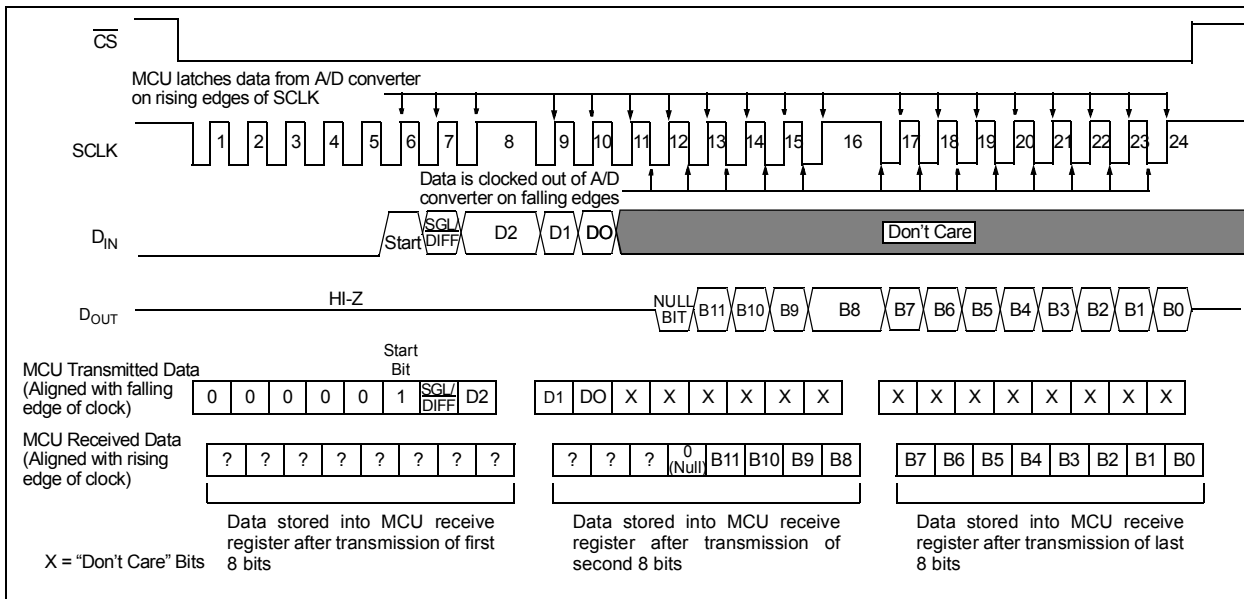 CS
MCU latches data from A/D converter
on rising edges of SCLK
SCLK
1 2 3 4 5 6 7 8 9 10 11 12 13 14 15 16 17 18 19 20 21 22 23 24
Data is clocked out of A/D
converter on falling edges
DIN
Start SGL/DIFF D2 D1 DO Don't Care
HI-Z
DOUT
NULL BIT B11 B10 B9 B8 B7 B6 B5 B4 B3 B2 B1 B0
Start
Bit
MCU Transmitted Data
(Aligned with falling
edge of clock)
0 0 0 0 0 1 SGL/DIFF D2 D1 DO X X X X X X X X X X X X X X
MCU Received Data
(Aligned with rising
edge of clock)
? ? ? ? ? ? ? ? ? ? ? 0 (Null) B11 B10 B9 B8 B7 B6 B5 B4 B3 B2 B1 B0
Data stored into MCU receive
register after transmission of first
8 bits
Data stored into MCU receive
register after transmission of
second 8 bits
Data stored into MCU receive
register after transmission of last
8 bits
X = “Don't Care” Bits